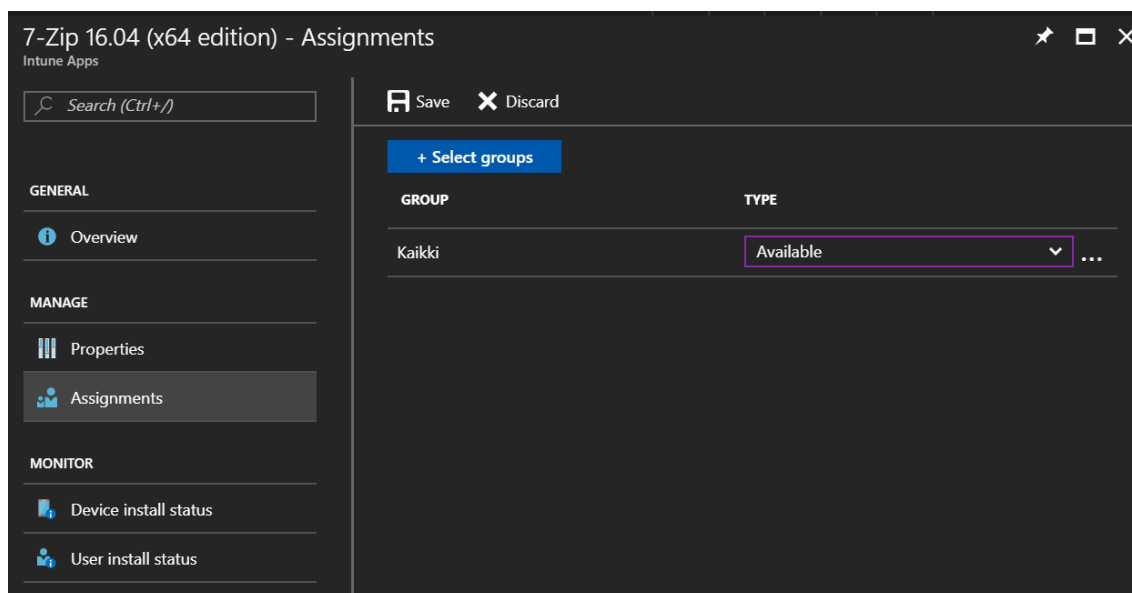 7-Zip 16.04 (x64 edition) - Assignments
Intune Apps
Search (Ctrl+/)
Save Discard
+ Select groups
GENERAL
GROUP TYPE
Overview
Kaikki Available ...
MANAGE
Properties
Assignments
MONITOR
Device install status
User install status